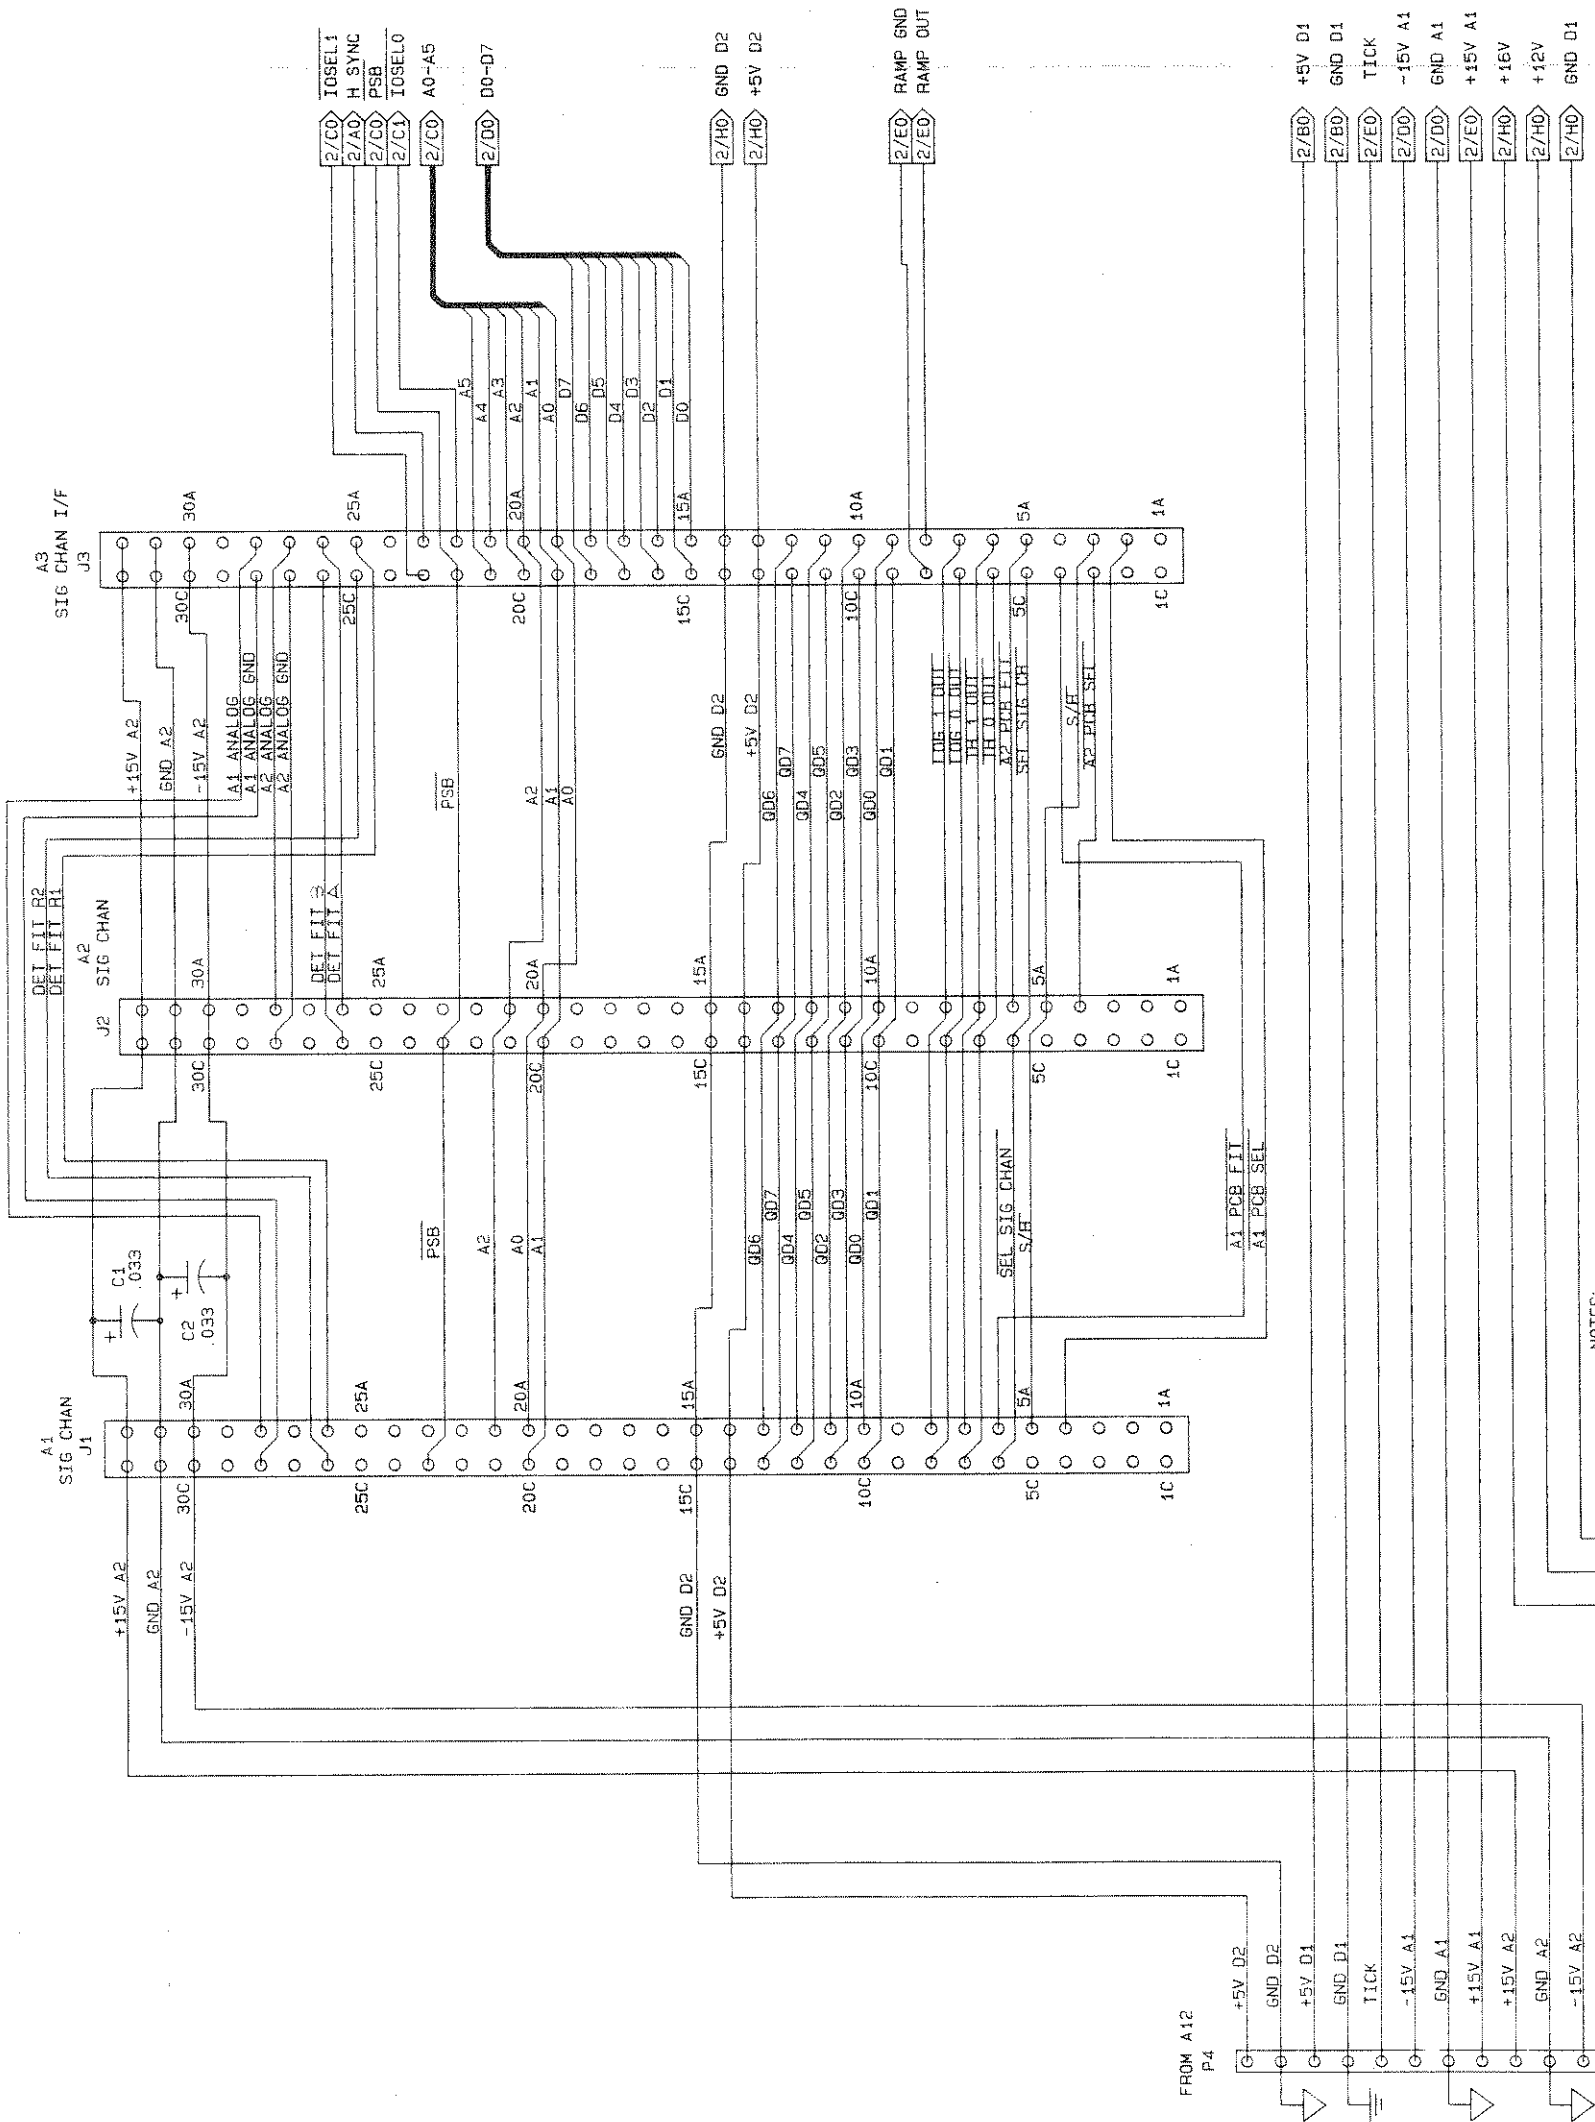 IOSEL1
H SYNC
PSB
IOSEL0
A0-A5
D0-D7
GND D2
+5V D2
RAMP GND
RAMP OUT
+5V D1
GND D1
TICK
-15V A1
GND A1
+15V A1
+16V
+12V
GND D1
2/C0
2/A0
2/C0
2/C1
2/C0
2/D0
2/H0
2/H0
2/E0
2/E0
2/B0
2/B0
2/E0
2/D0
2/D0
2/E0
2/H0
2/H0
2/H0
A5
A4
A3
A2
A1
A0
D7
D6
D5
D4
D3
D2
D1
D0
A3
SIG CHAN I/F
J3
30A
25A
20A
15A
10A
5A
1A
30C
25C
20C
15C
10C
5C
1C
+15V A2
GND A2
-15V A2
A1 ANALOG
A1 ANALOG GND
A2 ANALOG
A2 ANALOG GND
PSB
A2
A1
A0
GND D2
+5V D2
QD6
QD7
QD4
QD5
QD2
QD3
QD0
QD1
LOG 1 OUT
LOG 0 OUT
TH 1 OUT
TH 0 OUT
A2 PCB FIT
SEL SIG CH
S/H
A2 PCB SEL
DET FIT R2
DET FIT R1
DET FIT B
DET FIT A
A2
SIG CHAN
J2
30A
25A
20A
15A
10A
5A
1A
30C
25C
20C
15C
10C
5C
1C
C1
.033
+
C2
.033
+
PSB
A2
A0
A1
QD6
QD7
QD4
QD5
QD2
QD3
QD0
QD1
SEL SIG CHAN
S/H
A1 PCB FIT
A1 PCB SEL
A1
SIG CHAN
J1
30A
25A
20A
15A
10A
5A
1A
30C
25C
20C
15C
10C
5C
1C
+15V A2
GND A2
-15V A2
GND D2
+5V D2
FROM A12
P4
+5V D2
GND D2
+5V D1
GND D1
TICK
-15V A1
GND A1
+15V A1
+15V A2
GND A2
-15V A2
NOTES: